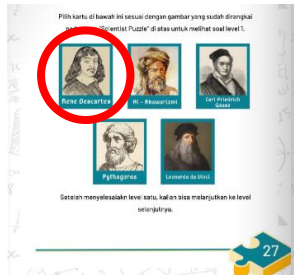 Pilih kartu di bawah ini sesuai dengan gambar yang sudah dirangkai
"Scientist Puzzle" di atas untuk melihat soal level 1.
Rene Descartes
Al - Khawarizmi
Carl Friedrich
Gauss
Pythagoras
Leonardo da Vinci
Setelah menyelesaiakn level satu, kalian bisa melanjutkan ke level
selanjutnya.
27